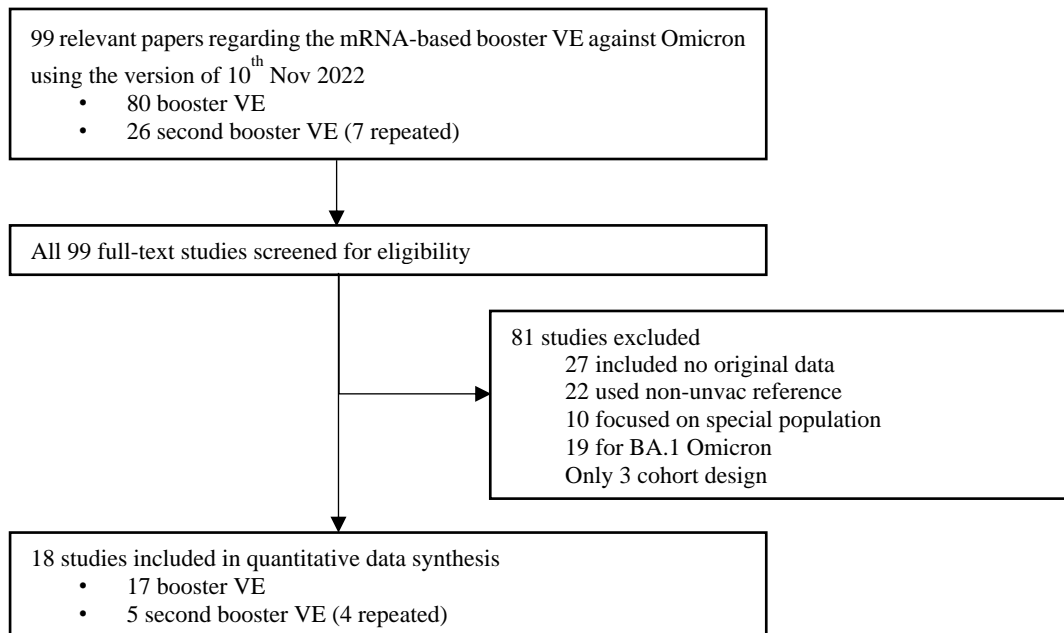 99 relevant papers regarding the mRNA-based booster VE against Omicron
using the version of 10th Nov 2022
• 80 booster VE
• 26 second booster VE (7 repeated)
All 99 full-text studies screened for eligibility
81 studies excluded
27 included no original data
22 used non-unvac reference
10 focused on special population
19 for BA.1 Omicron
Only 3 cohort design
18 studies included in quantitative data synthesis
• 17 booster VE
• 5 second booster VE (4 repeated)